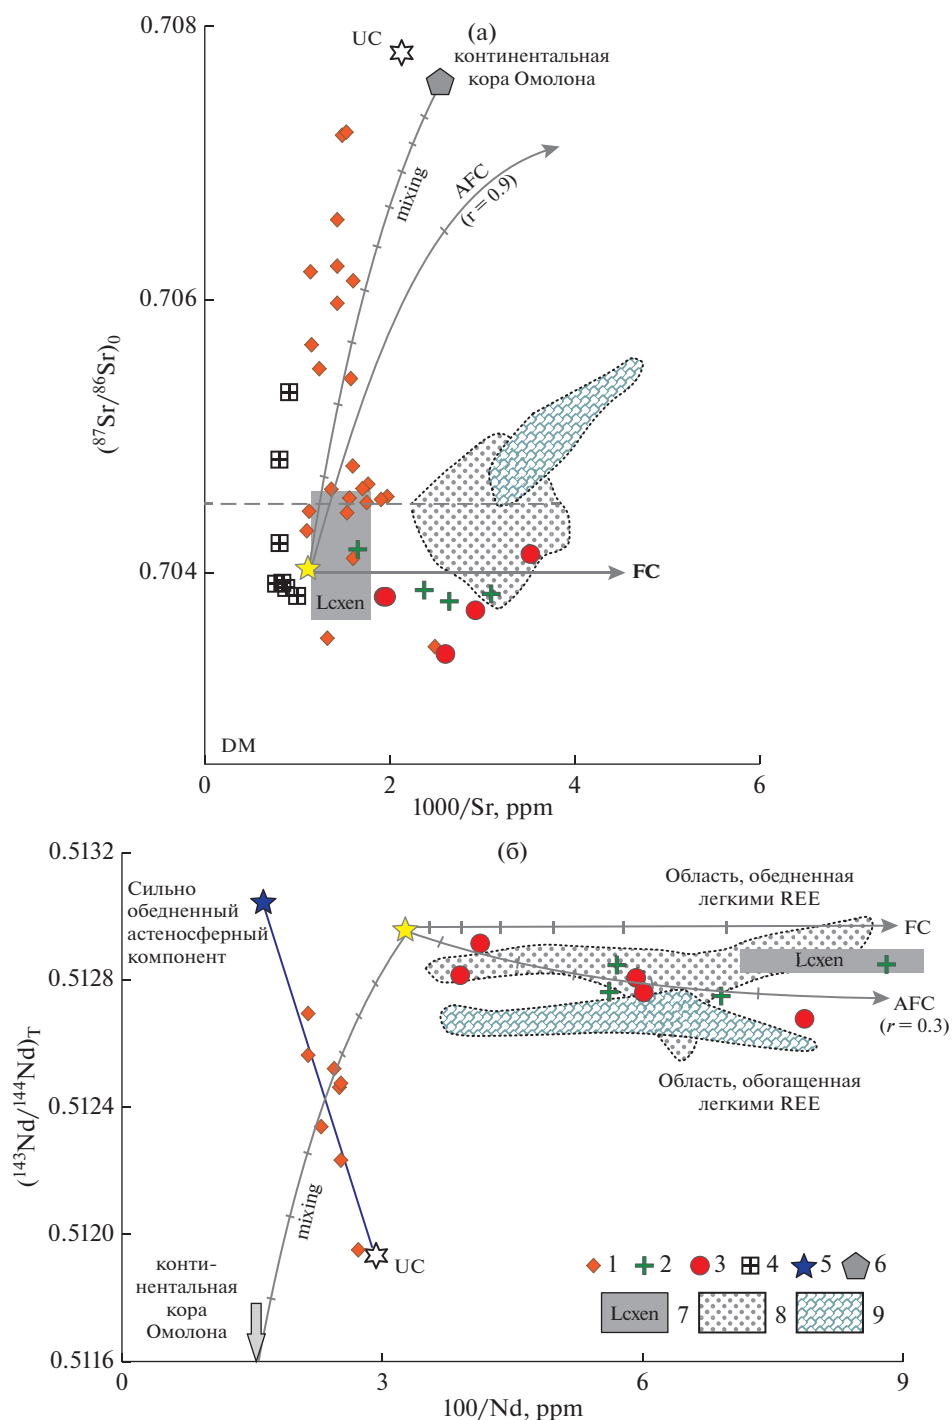 (а)
0.708
UC
континентальная
кора Омолона
mixing
AFC
(r = 0.9)
0.706
(⁸⁷Sr/⁸⁶Sr)₀
0.704
FC
Lcxen
DM
0
2
4
6
1000/Sr, ppm
(б)
0.5132
Сильно
обедненный
астеносферный
компонент
Область, обедненная
легкими REE
FC
Lcxen
0.5128
AFC
(r = 0.3)
Область, обогащенная
легкими REE
0.5124
(¹⁴³Nd/¹⁴⁴Nd)T
mixing
0.5120
UC
конти-
нентальная
кора
Омолона
1 2 3 4 5 6
Lcxen 7 8 9
0.5116
0
3
6
9
100/Nd, ppm